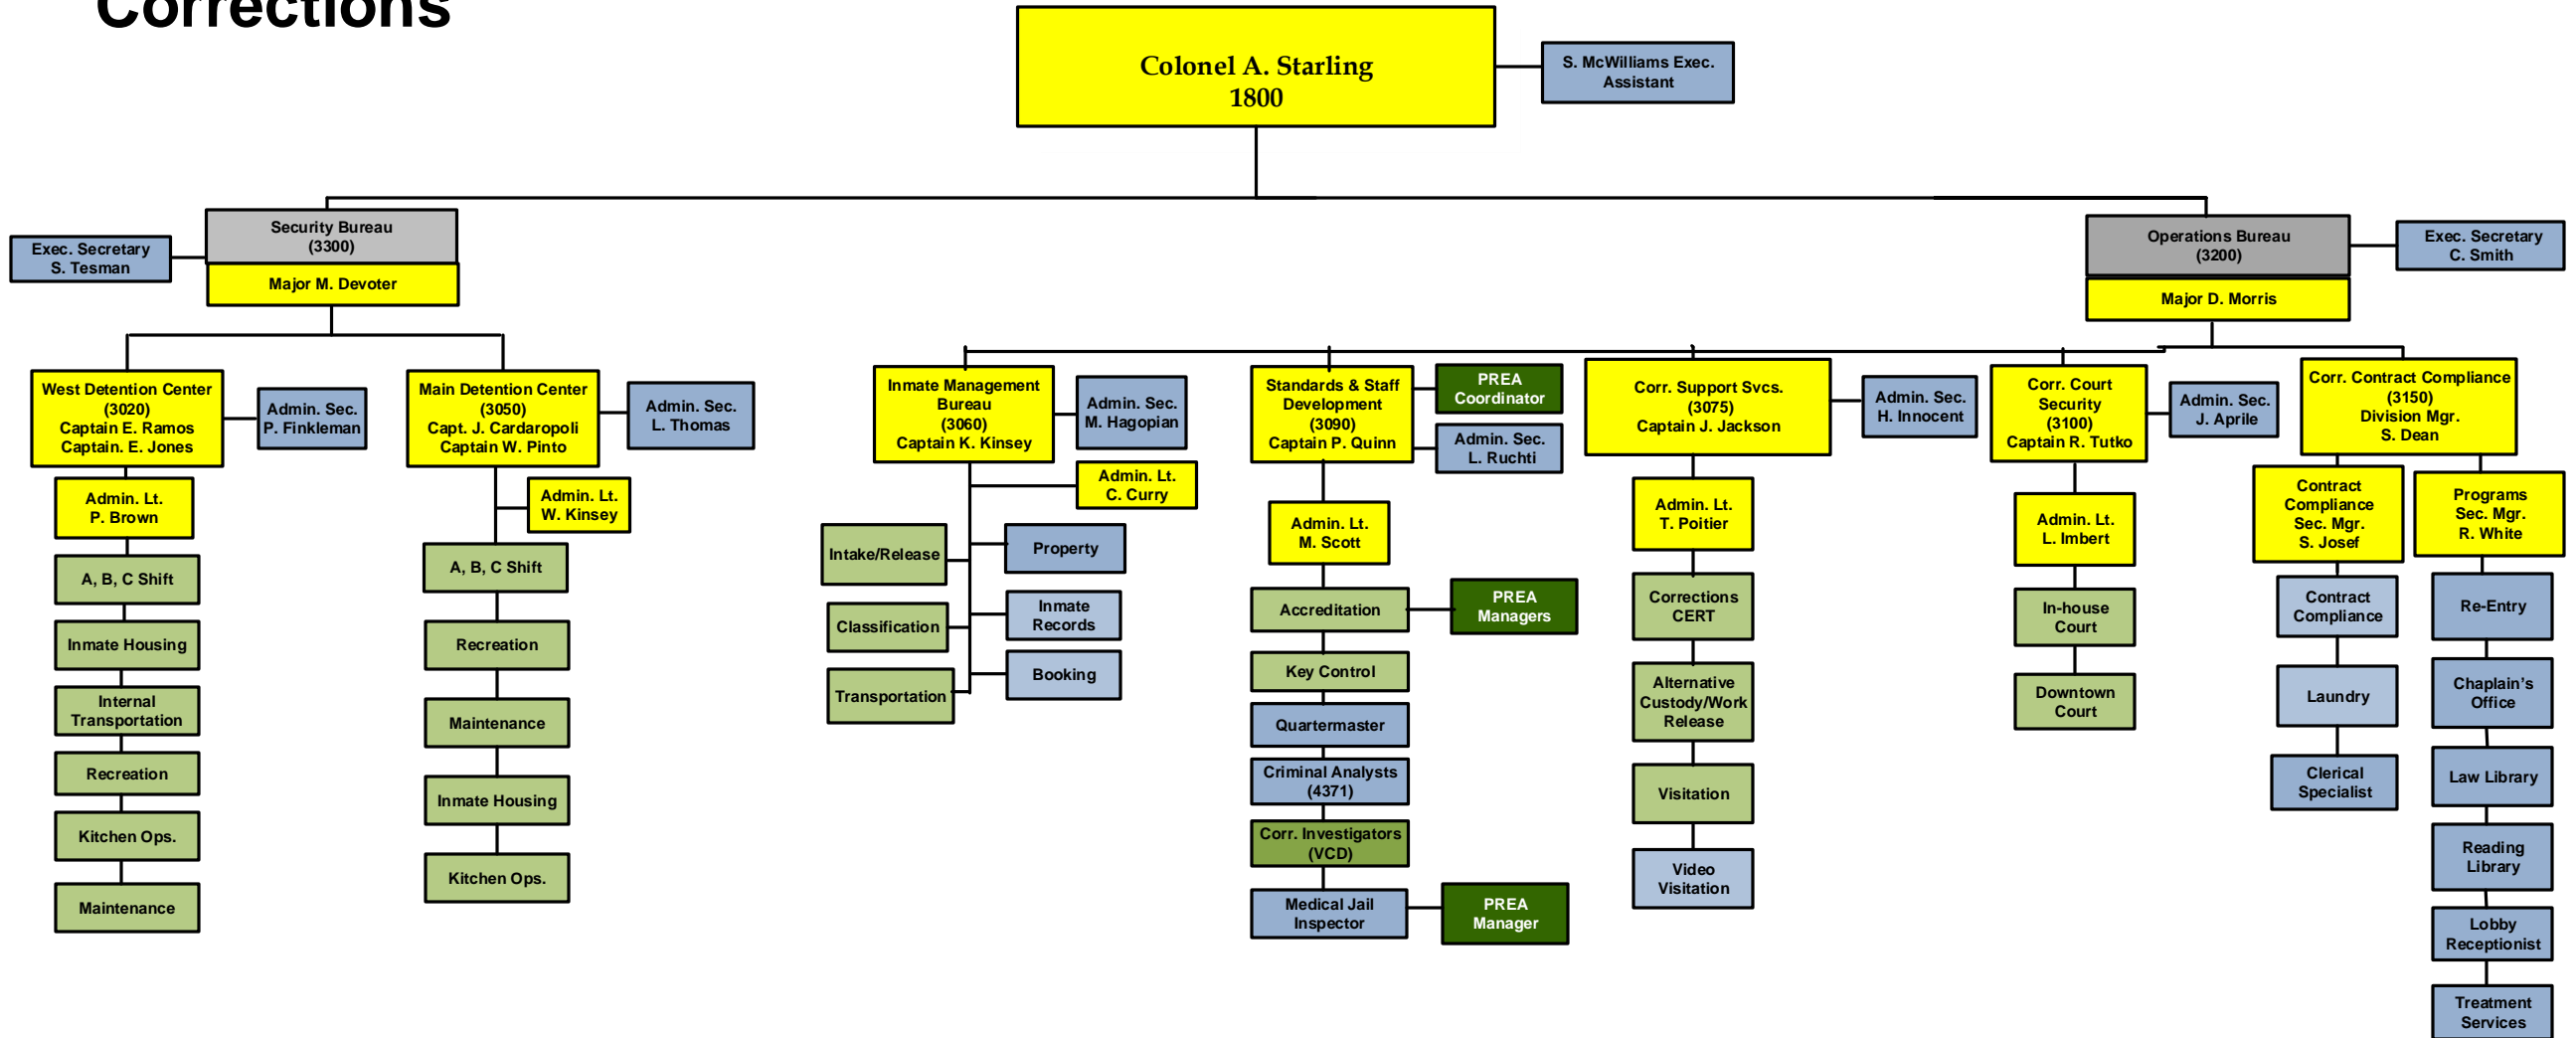 Corrections
Colonel A. Starling
1800
S. McWilliams Exec.
Assistant
Security Bureau
(3300)
Major M. Devoter
Exec. Secretary
S. Tesman
Operations Bureau
(3200)
Major D. Morris
Exec. Secretary
C. Smith
West Detention Center
(3020)
Captain E. Ramos
Captain. E. Jones
Admin. Sec.
P. Finkleman
Admin. Lt.
P. Brown
A, B, C Shift
Inmate Housing
Internal
Transportation
Recreation
Kitchen Ops.
Maintenance
Main Detention Center
(3050)
Capt. J. Cardaropoli
Captain W. Pinto
Admin. Sec.
L. Thomas
Admin. Lt.
W. Kinsey
A, B, C Shift
Recreation
Maintenance
Inmate Housing
Kitchen Ops.
Inmate Management
Bureau
(3060)
Captain K. Kinsey
Admin. Sec.
M. Hagopian
Admin. Lt.
C. Curry
Intake/Release
Property
Classification
Inmate
Records
Transportation
Booking
Standards & Staff
Development
(3090)
Captain P. Quinn
PREA
Coordinator
Admin. Sec.
L. Ruchti
Admin. Lt.
M. Scott
Accreditation
PREA
Managers
Key Control
Quartermaster
Criminal Analysts
(4371)
Corr. Investigators
(VCD)
Medical Jail
Inspector
PREA
Manager
Corr. Support Svcs.
(3075)
Captain J. Jackson
Admin. Sec.
H. Innocent
Admin. Lt.
T. Poitier
Corrections
CERT
Alternative
Custody/Work
Release
Visitation
Video
Visitation
Corr. Court
Security
(3100)
Captain R. Tutko
Admin. Sec.
J. Aprile
Admin. Lt.
L. Imbert
In-house
Court
Downtown
Court
Corr. Contract Compliance
(3150)
Division Mgr.
S. Dean
Contract
Compliance
Sec. Mgr.
S. Josef
Contract
Compliance
Laundry
Clerical
Specialist
Programs
Sec. Mgr.
R. White
Re-Entry
Chaplain’s
Office
Law Library
Reading
Library
Lobby
Receptionist
Treatment
Services